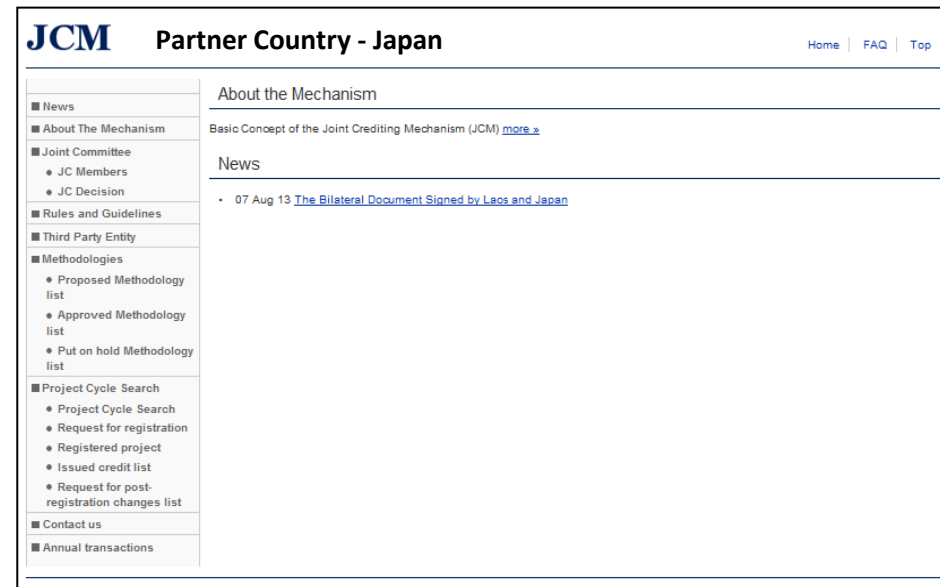 JCM Partner Country - Japan
Home | FAQ | Top
News
About The Mechanism
Joint Committee
JC Members
JC Decision
Rules and Guidelines
Third Party Entity
Methodologies
Proposed Methodology
list
Approved Methodology
list
Put on hold Methodology
list
Project Cycle Search
Project Cycle Search
Request for registration
Registered project
Issued credit list
Request for post-
registration changes list
Contact us
Annual transactions
About the Mechanism
Basic Concept of the Joint Crediting Mechanism (JCM) more »
News
• 07 Aug 13 The Bilateral Document Signed by Laos and Japan